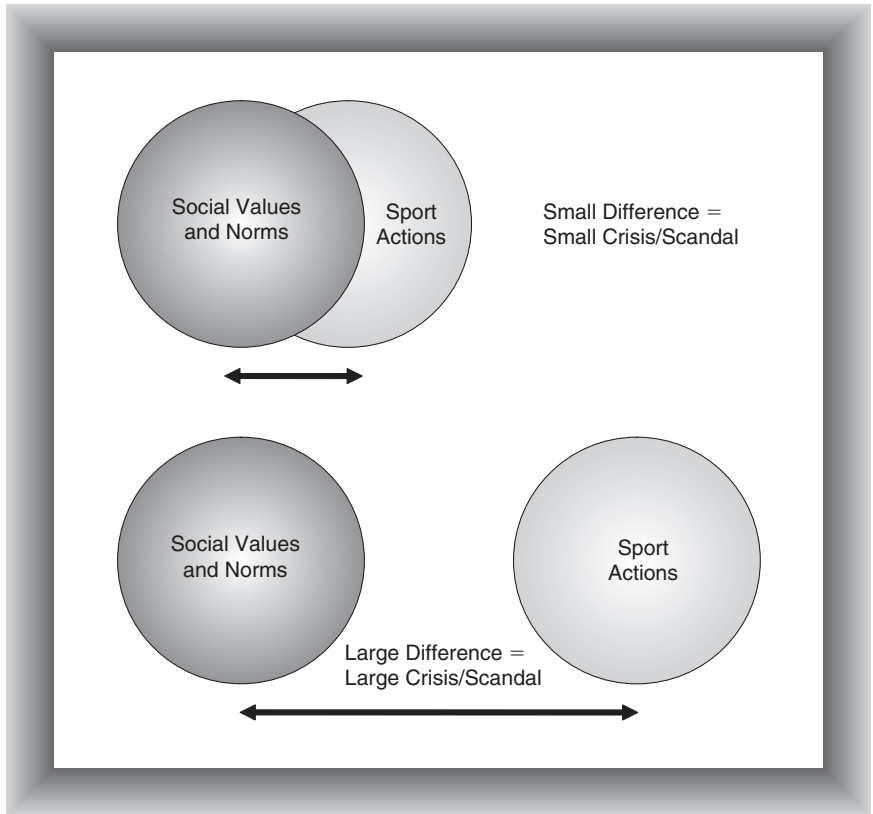 Social Values
and Norms
Sport
Actions
Small Difference =
Small Crisis/Scandal
Social Values
and Norms
Sport
Actions
Large Difference =
Large Crisis/Scandal